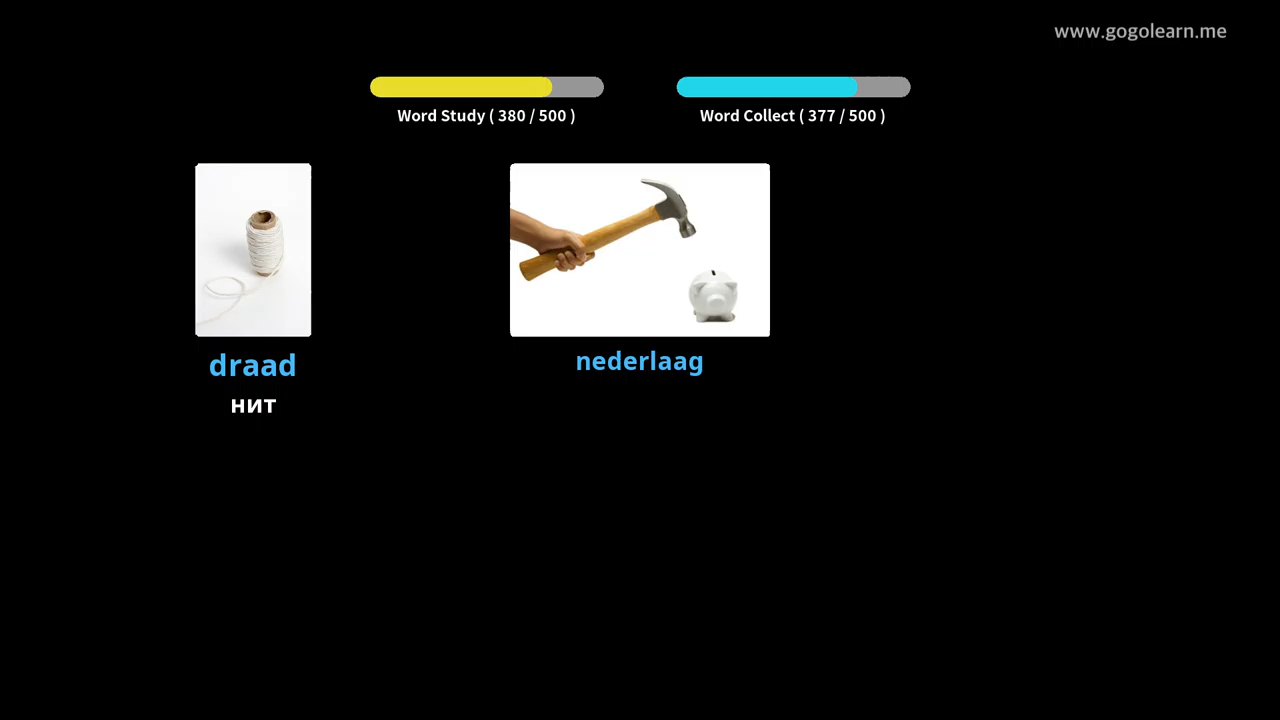 www.gogolearn.me
Word Study ( 380 / 500 )
Word Collect ( 377 / 500 )
draad
нит
nederlaag